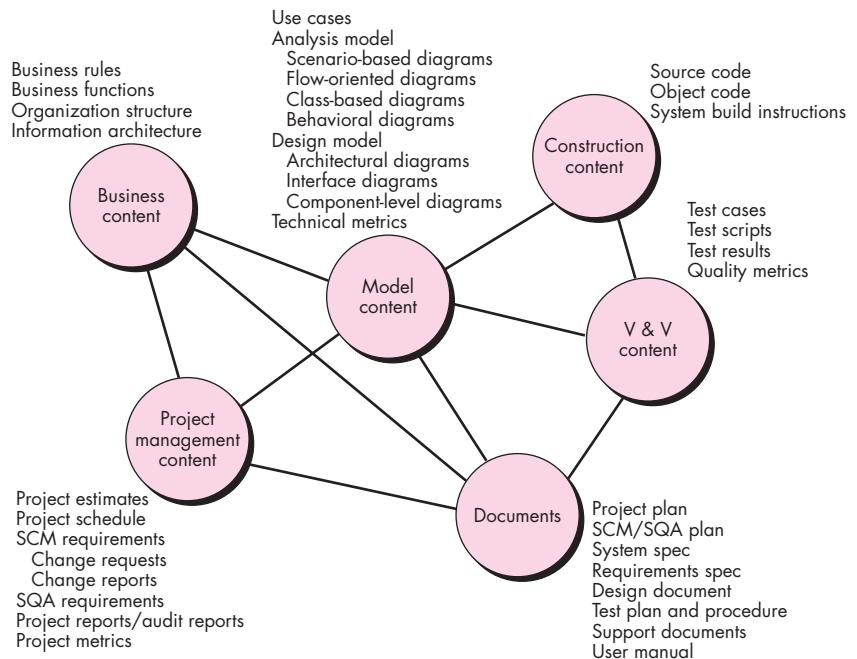 Use cases
Analysis model
Scenario-based diagrams
Flow-oriented diagrams
Class-based diagrams
Behavioral diagrams
Design model
Architectural diagrams
Interface diagrams
Component-level diagrams
Technical metrics
Business rules
Business functions
Organization structure
Information architecture
Source code
Object code
System build instructions
Construction
content
Business
content
Test cases
Test scripts
Test results
Quality metrics
Model
content
V & V
content
Project
management
content
Documents
Project estimates
Project schedule
SCM requirements
Change requests
Change reports
SQA requirements
Project reports/audit reports
Project metrics
Project plan
SCM/SQA plan
System spec
Requirements spec
Design document
Test plan and procedure
Support documents
User manual